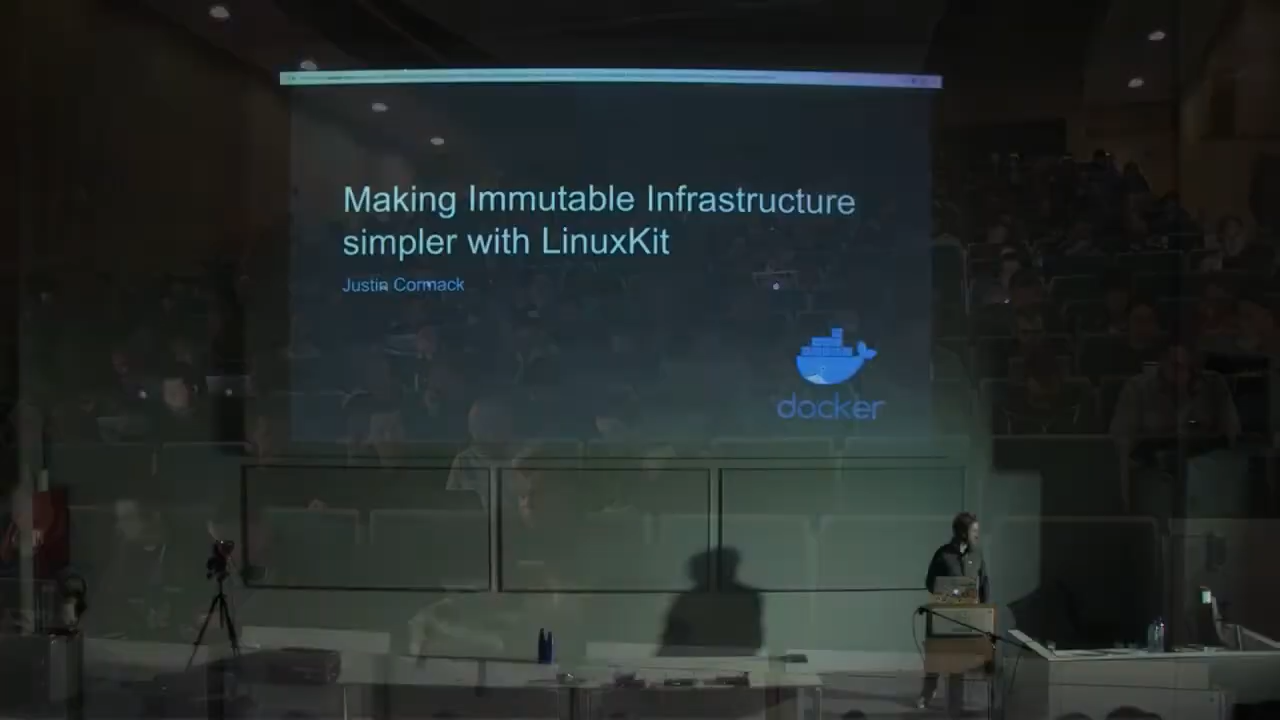 Making Immutable Infrastructure
simpler with LinuxKit
Justin Cormack
docker